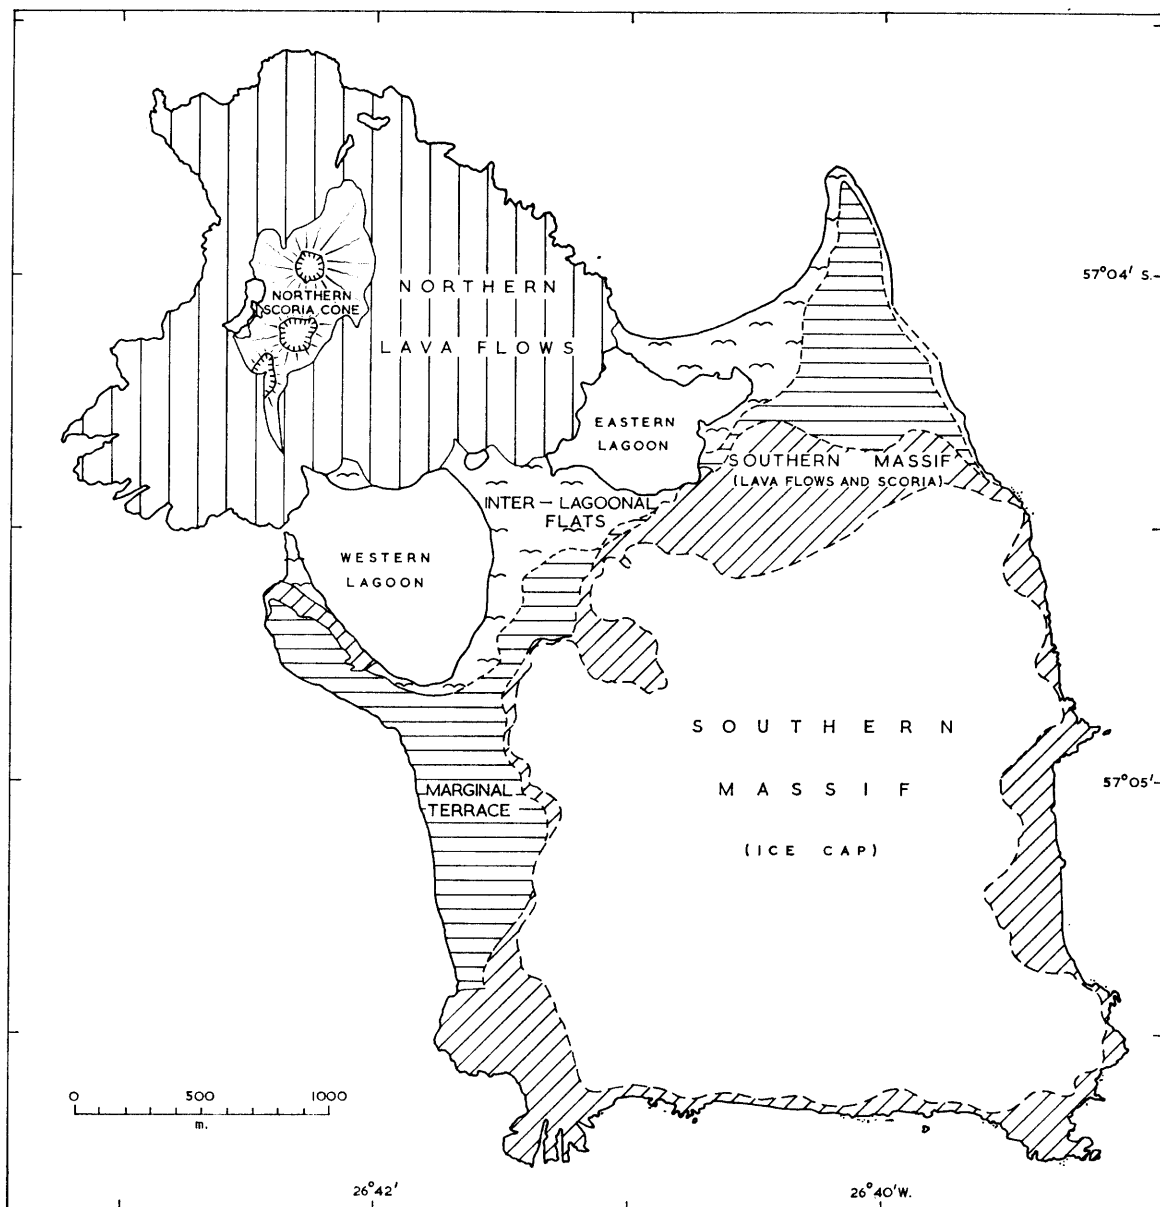 57°04' S.
NORTHERN
SCORIA CONE
NORTHERN
LAVA FLOWS
EASTERN
LAGOON
SOUTHERN MASSIF
(LAVA FLOWS AND SCORIA)
INTER-LAGOONAL
FLATS
WESTERN
LAGOON
SOUTHERN
MASSIF
(ICE CAP)
57°05'
MARGINAL
TERRACE
0 500 1000
m.
26°42' 26°40'W.